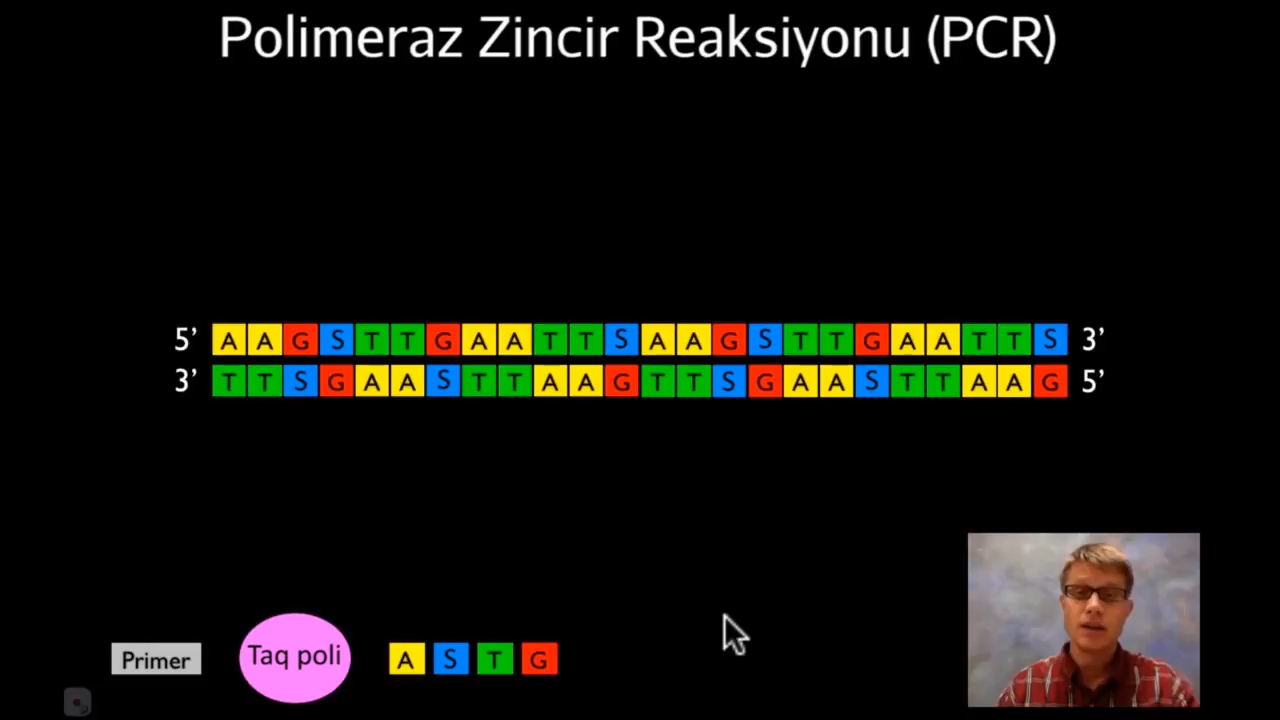 Polimeraz Zincir Reaksiyonu (PCR)
5’ A A G S T T G A A T T S A A G S T T G A A T T S 3’
3’ T T S G A A S T T A A G T T S G A A S T T A A G 5’
Primer Taq poli A S T G